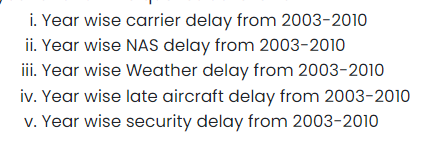 i. Year wise carrier delay from 2003-2010
ii. Year wise NAS delay from 2003-2010
iii. Year wise Weather delay from 2003-2010
iv. Year wise late aircraft delay from 2003-2010
v. Year wise security delay from 2003-2010